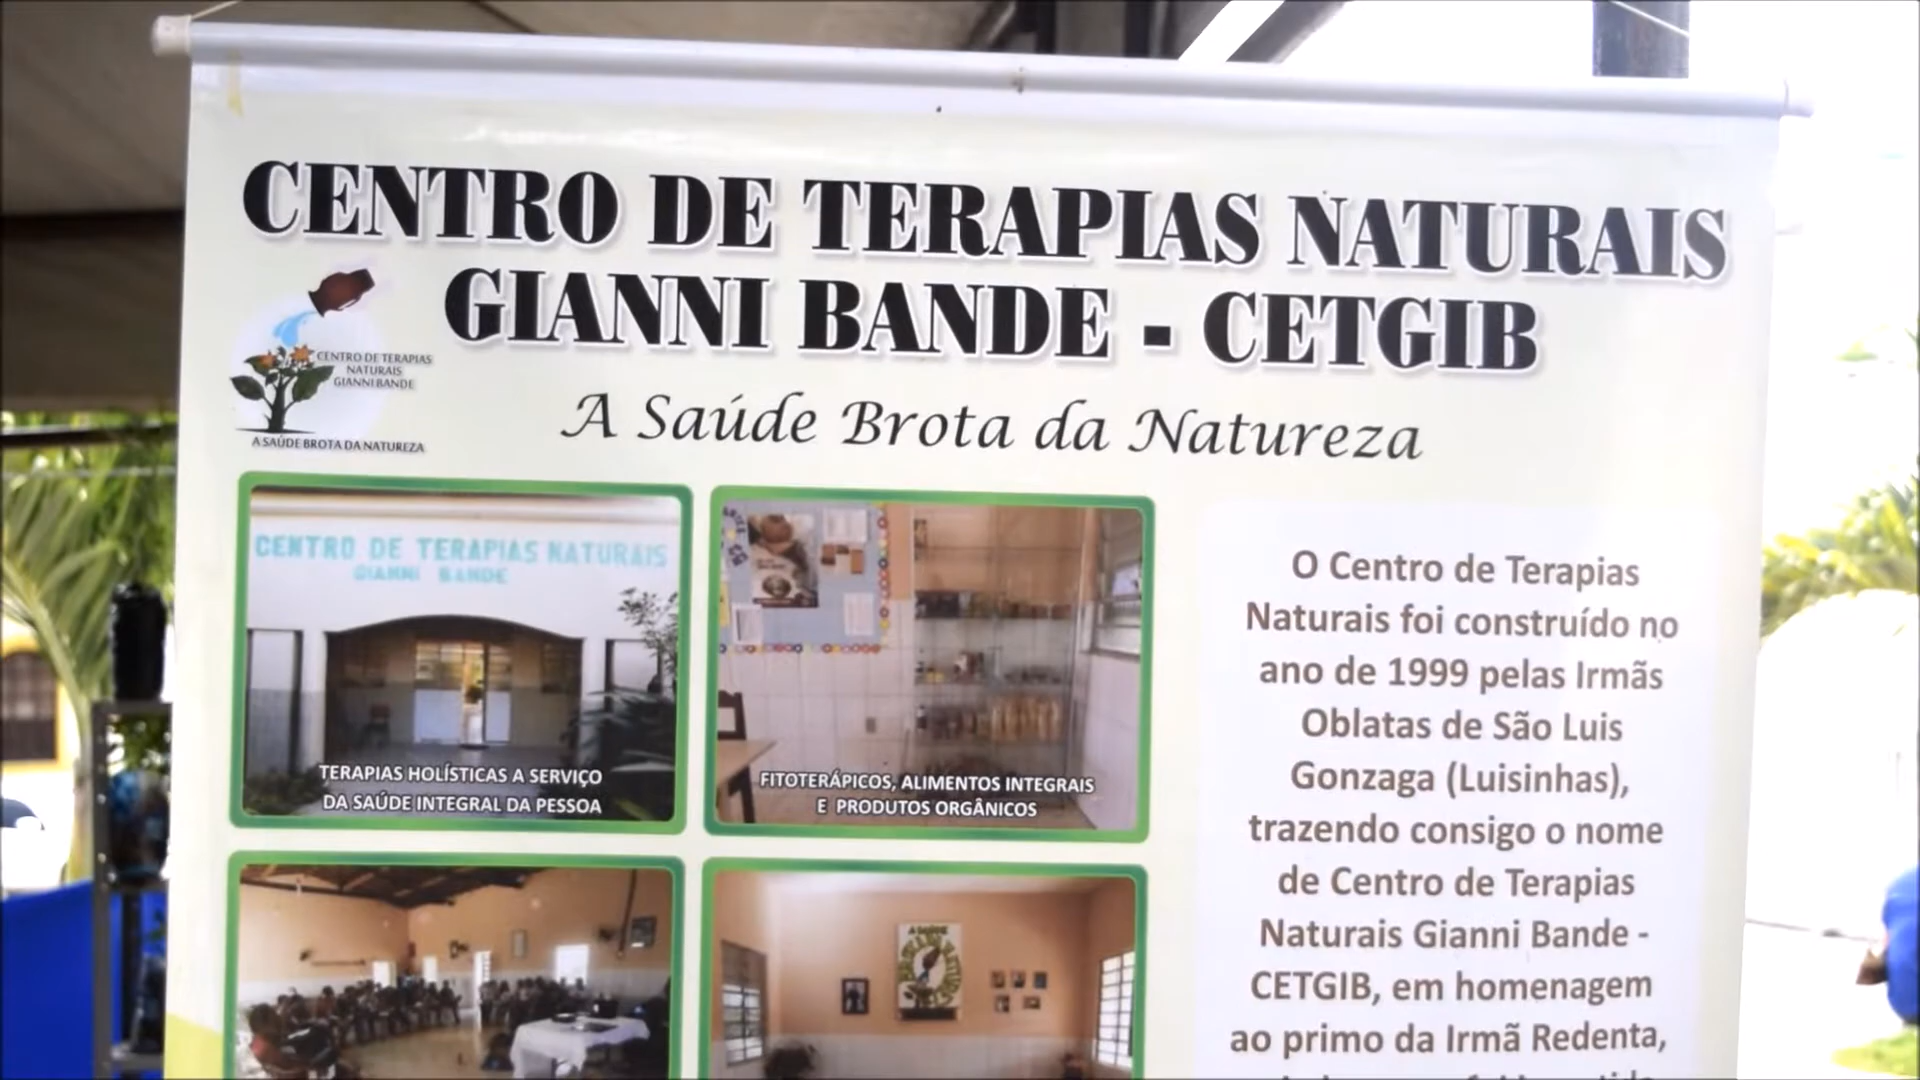 CENTRO DE TERAPIAS NATURAIS
GIANNI BANDE - CETGIB
CENTRO DE TERAPIAS
NATURAIS
GIANNI BANDE
A SAÚDE BROTA DA NATUREZA
A Saúde Brota da Natureza
CENTRO DE TERAPIAS NATURAIS
GIANNI BANDE
TERAPIAS HOLÍSTICAS A SERVIÇO
DA SAÚDE INTEGRAL DA PESSOA
FITOTERÁPICOS, ALIMENTOS INTEGRAIS
E PRODUTOS ORGÂNICOS
O Centro de Terapias
Naturais foi construído no
ano de 1999 pelas Irmãs
Oblatas de São Luis
Gonzaga (Luisinhas),
trazendo consigo o nome
de Centro de Terapias
Naturais Gianni Bande -
CETGIB, em homenagem
ao primo da Irmã Redenta,